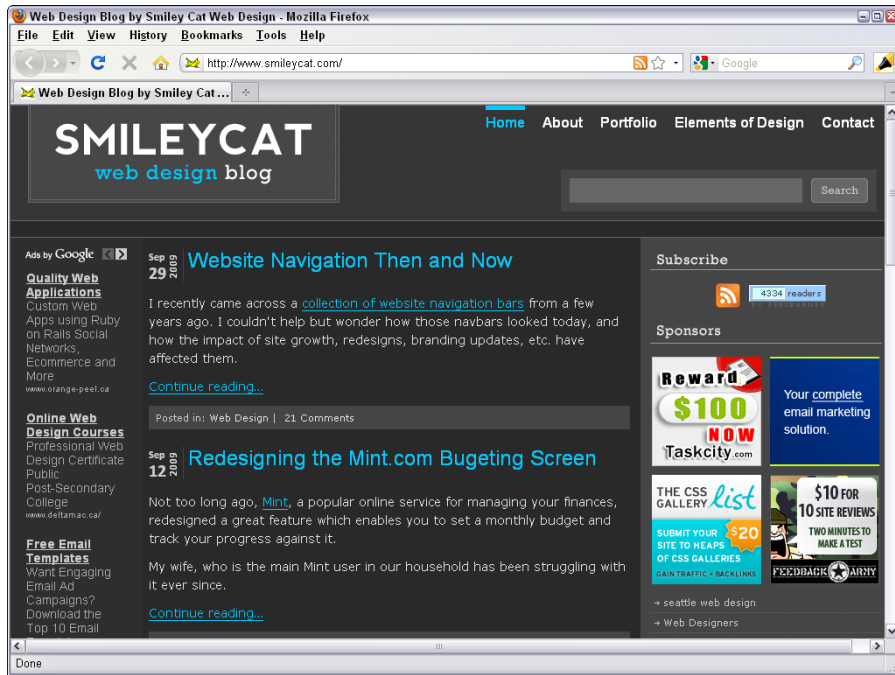 Web Design Blog by Smiley Cat Web Design - Mozilla Firefox
File Edit View History Bookmarks Tools Help
http://www.smileycat.com/
Google
Web Design Blog by Smiley Cat ...
SMILEYCAT
web design blog
Home About Portfolio Elements of Design Contact
Search
Ads by Google
Quality Web
Applications
Custom Web
Apps using Ruby
on Rails Social
Networks,
Ecommerce and
More
www.orange-peel.ca
Online Web
Design Courses
Professional Web
Design Certificate
Public
Post-Secondary
College
www.deltamac.ca/
Free Email
Templates
Want Engaging
Email Ad
Campaigns?
Download the
Top 10 Email
Sep 29 2009
Website Navigation Then and Now
I recently came across a collection of website navigation bars from a few
years ago. I couldn't help but wonder how those navbars looked today, and
how the impact of site growth, redesigns, branding updates, etc. have
affected them.
Continue reading...
Posted in: Web Design | 21 Comments
Sep 12 2009
Redesigning the Mint.com Bugeting Screen
Not too long ago, Mint, a popular online service for managing your finances,
redesigned a great feature which enables you to set a monthly budget and
track your progress against it.
My wife, who is the main Mint user in our household has been struggling with
it ever since.
Continue reading...
Subscribe
4334 readers
BY FEEDBURNER
Sponsors
Reward
$100
NOW
Taskcity.com
Your complete
email marketing
solution.
THE CSS
GALLERY list
SUBMIT YOUR
SITE TO HEAPS
OF CSS GALLERIES
$20
GAIN TRAFFIC + BACKLINKS
$10 FOR
10 SITE REVIEWS
TWO MINUTES TO
MAKE A TEST
FEEDBACK ARMY
→ seattle web design
→ Web Designers
Done